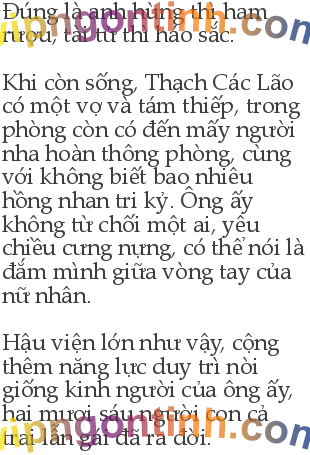 Đúng là anh hùng thì ham
rượu, tài tử thì háo sắc.
Khi còn sống, Thạch Các Lão
có một vợ và tám thiếp, trong
phòng còn có đến mấy người
nha hoàn thông phòng, cùng
với không biết bao nhiêu
hồng nhan tri kỷ. Ông ấy
không từ chối một ai, yêu
chiều cưng nựng, có thể nói là
đắm mình giữa vòng tay của
nữ nhân.
Hậu viện lớn như vậy, cộng
thêm năng lực duy trì nòi
giống kinh người của ông ấy,
hai mươi sáu người con cả
trai lẫn gái đã ra đời.
vipngontinh.com
vipngontinh.com